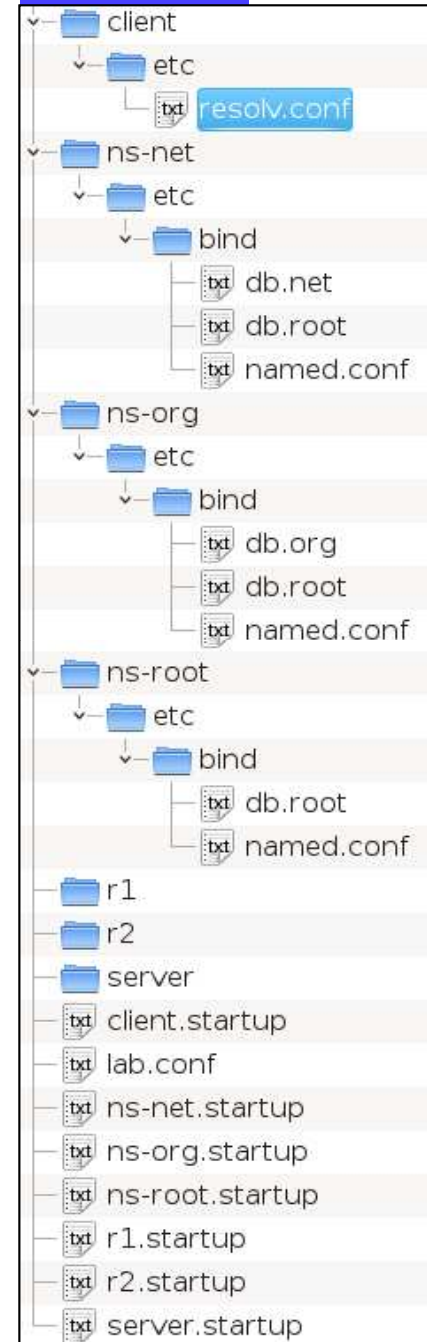 client
etc
txt resolv.conf
ns-net
etc
bind
txt db.net
txt db.root
txt named.conf
ns-org
etc
bind
txt db.org
txt db.root
txt named.conf
ns-root
etc
bind
txt db.root
txt named.conf
r1
r2
server
txt client.startup
txt lab.conf
txt ns-net.startup
txt ns-org.startup
txt ns-root.startup
txt r1.startup
txt r2.startup
txt server.startup